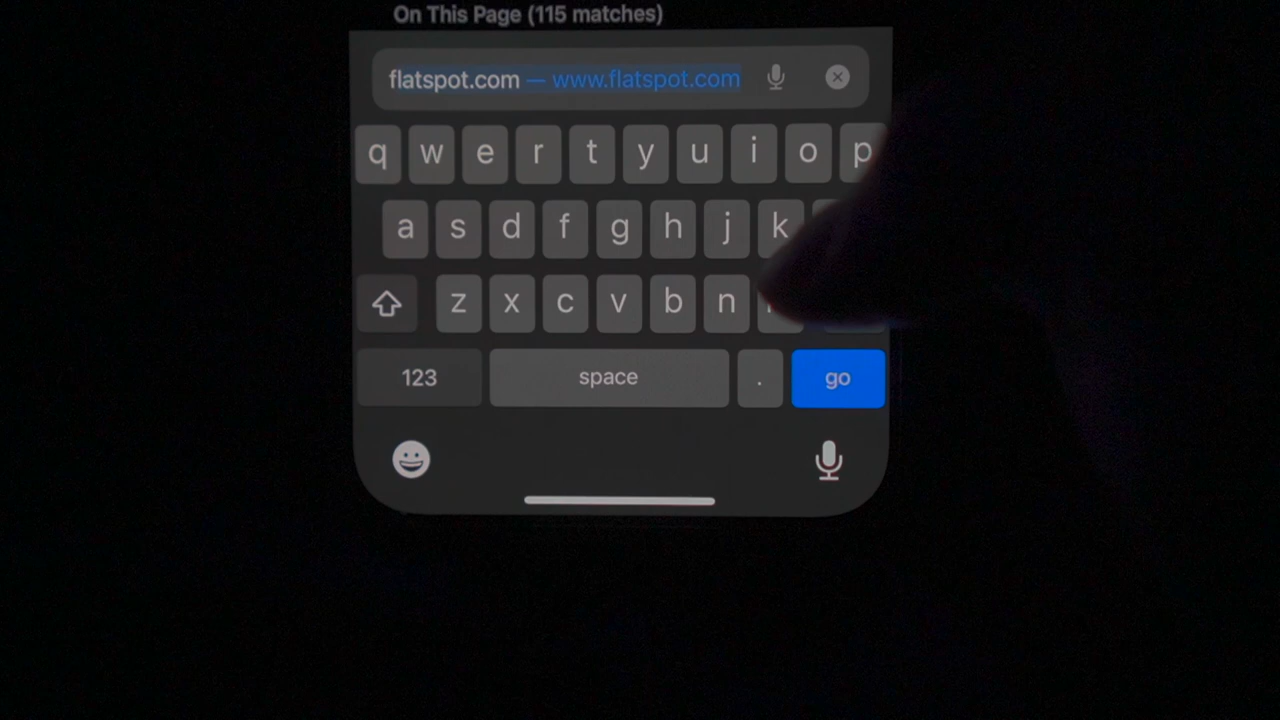 On This Page (115 matches)
flatspot.com — www.flatspot.com
q w e r t y u i o p
a s d f g h j k
z x c v b n
123 space . go